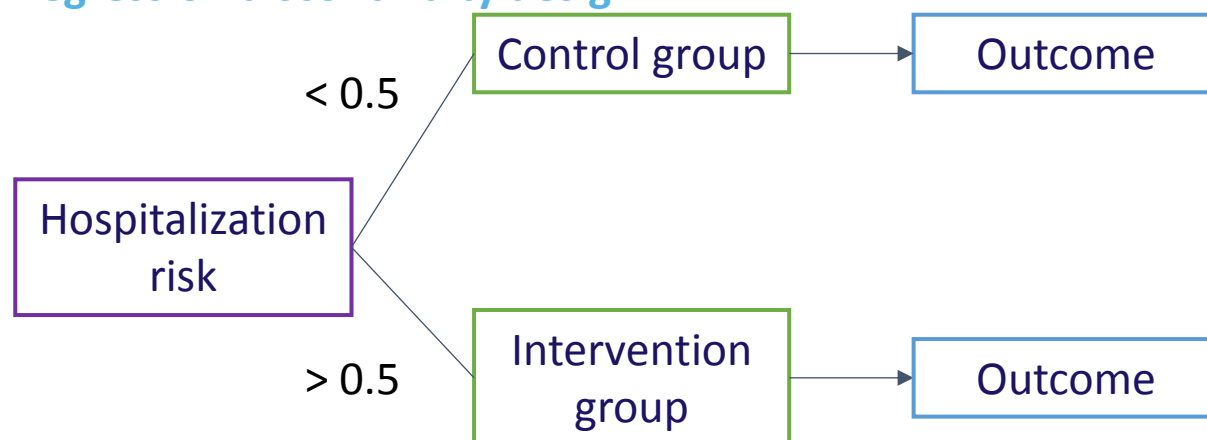 Control group
Outcome
< 0.5
Hospitalization
risk
Intervention
group
> 0.5
Outcome